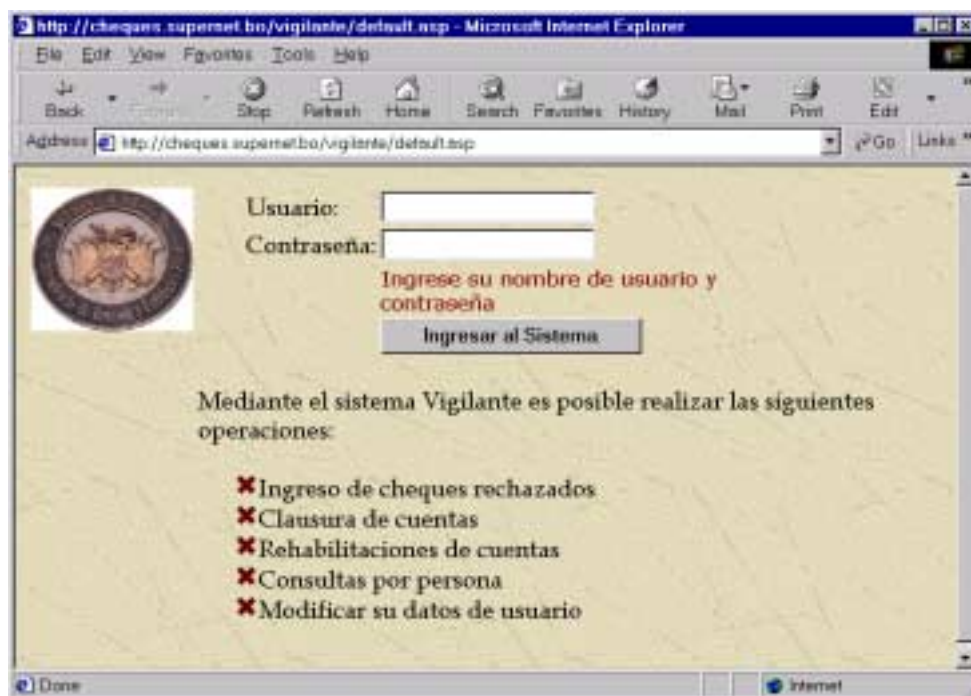 http://cheques.supernet.bo/vigilante/default.asp - Microsoft Internet Explorer
File Edit View Favorites Tools Help
Back Stop Refresh Home Search Favorites History Mail Print Edit
Address http://cheques.supernet.bo/vigilante/default.asp Go Links
Usuario:
Contraseña:
Ingrese su nombre de usuario y
contraseña
Ingresar al Sistema
Mediante el sistema Vigilante es posible realizar las siguientes
operaciones:
Ingreso de cheques rechazados
Clausura de cuentas
Rehabilitaciones de cuentas
Consultas por persona
Modificar su datos de usuario
Done Internet